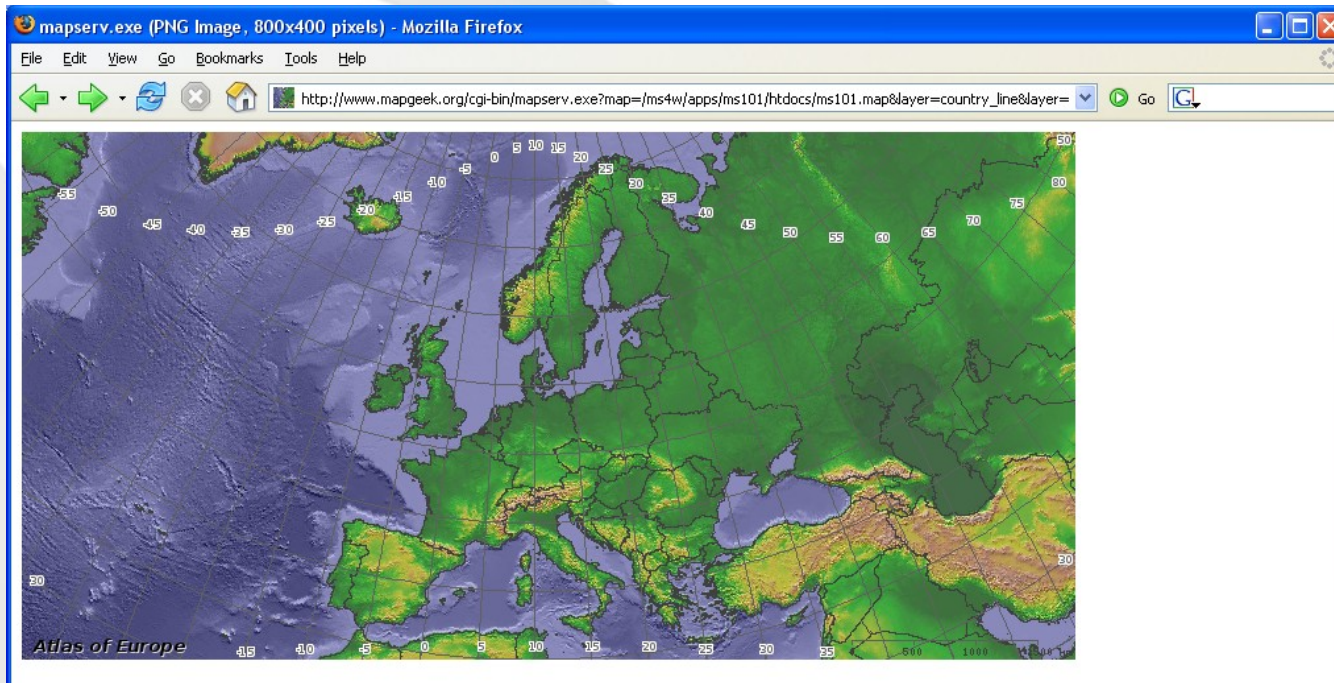 mapserv.exe (PNG Image, 800x400 pixels) - Mozilla Firefox
File Edit View Go Bookmarks Tools Help
http://www.mapgeek.org/cgi-bin/mapserv.exe?map=/ms4w/apps/ms101/htdocs/ms101.map&layer=country_line&layer= Go G
0 5 10 15 20 25 30 35 40 45 50 55 60 65 70 75 80 50
-55 -50 -45 -40 -35 -30 -25 -20 -15 -10 -5
30 30
Atlas of Europe
-15 -10 -5 0 5 10 15 20 25 30 35
500 1000